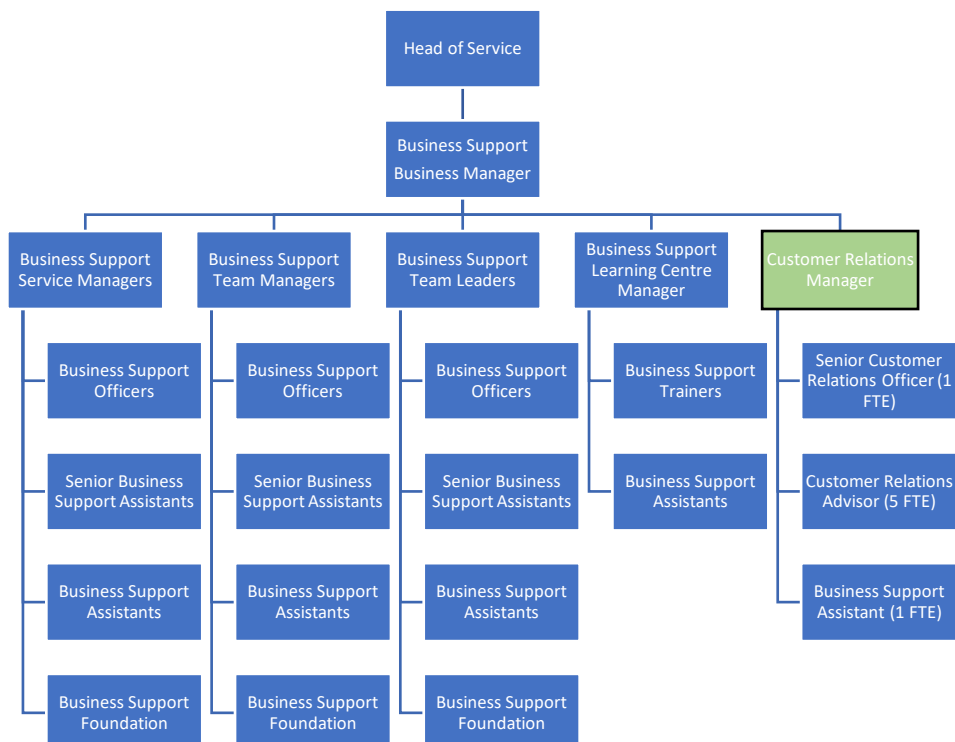 Head of Service
Business Support
Business Manager
Business Support
Service Managers
Business Support
Team Managers
Business Support
Team Leaders
Business Support
Learning Centre
Manager
Customer Relations
Manager
Business Support
Officers
Business Support
Officers
Business Support
Officers
Business Support
Trainers
Senior Customer
Relations Officer (1
FTE)
Senior Business
Support Assistants
Senior Business
Support Assistants
Senior Business
Support Assistants
Business Support
Assistants
Customer Relations
Advisor (5 FTE)
Business Support
Assistants
Business Support
Assistants
Business Support
Assistants
Business Support
Assistant (1 FTE)
Business Support
Foundation
Business Support
Foundation
Business Support
Foundation